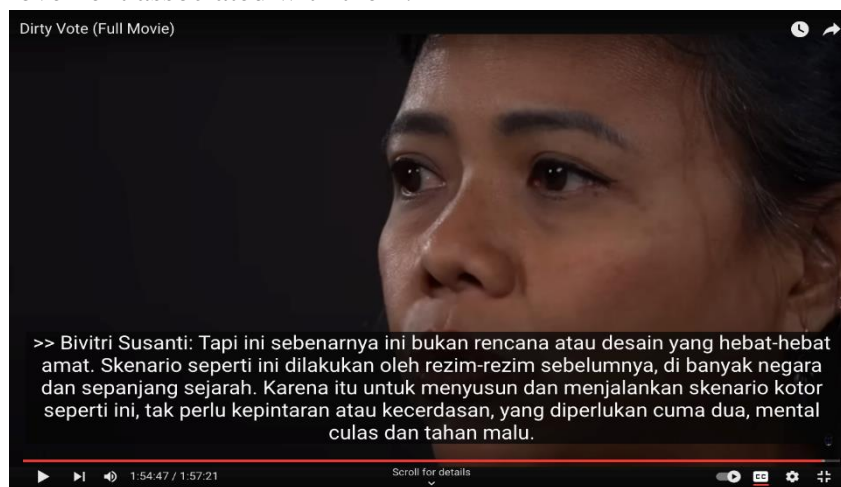 Dirty Vote (Full Movie)
>> Bivitri Susanti: Tapi ini sebenarnya ini bukan rencana atau desain yang hebat-hebat
amat. Skenario seperti ini dilakukan oleh rezim-rezim sebelumnya, di banyak negara
dan sepanjang sejarah. Karena itu untuk menyusun dan menjalankan skenario kotor
seperti ini, tak perlu kepintaran atau kecerdasan, yang diperlukan cuma dua, mental
culas dan tahan malu.
1:54:47 / 1:57:21
Scroll for details
CC